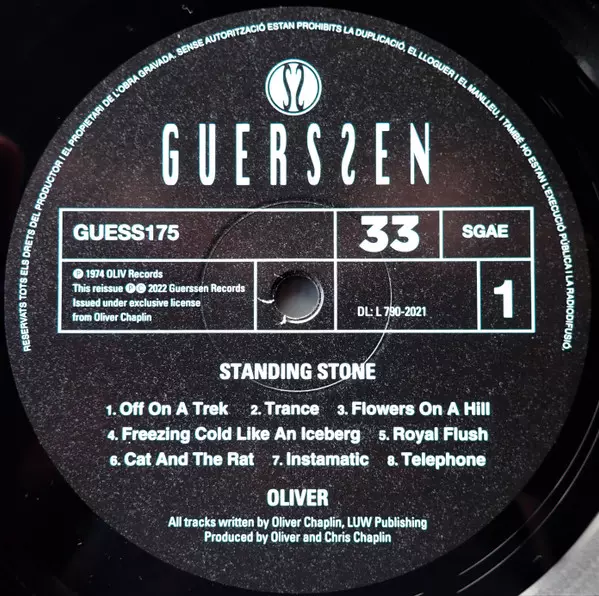 RESERVATS TOTS ELS DRETS DEL PRODUCTOR I EL PROPIETARI DE L'OBRA GRAVADA. SENSE AUTORITZACIÓ ESTAN PROHIBITS LA DUPLICACIÓ, EL LLOGUER I EL MANLLEU, I TAMBÉ HO ESTAN L'EXECUCIÓ PÚBLICA I LA RADIODIFUSIÓ.
GUERSSEN
GUESS175
33
SGAE
℗ 1974 OLIV Records
This reissue ℗ © 2022 Guerssen Records
Issued under exclusive license
from Oliver Chaplin
DL: L 790-2021
1
STANDING STONE
1. Off On A Trek 2. Trance 3. Flowers On A Hill
4. Freezing Cold Like An Iceberg 5. Royal Flush
6. Cat And The Rat 7. Instamatic 8. Telephone
OLIVER
All tracks written by Oliver Chaplin, LUW Publishing
Produced by Oliver and Chris Chaplin